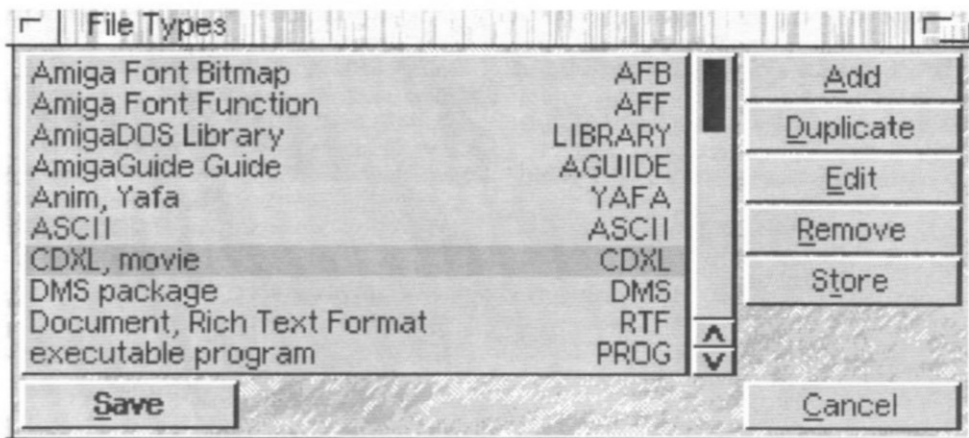 File Types
Amiga Font Bitmap AFB
Amiga Font Function AFF
AmigaDOS Library LIBRARY
AmigaGuide Guide AGUIDE
Anim, Yafa YAFA
ASCII ASCII
CDXL, movie CDXL
DMS package DMS
Document, Rich Text Format RTF
executable program PROG
Add
Duplicate
Edit
Remove
Store
Save
Cancel